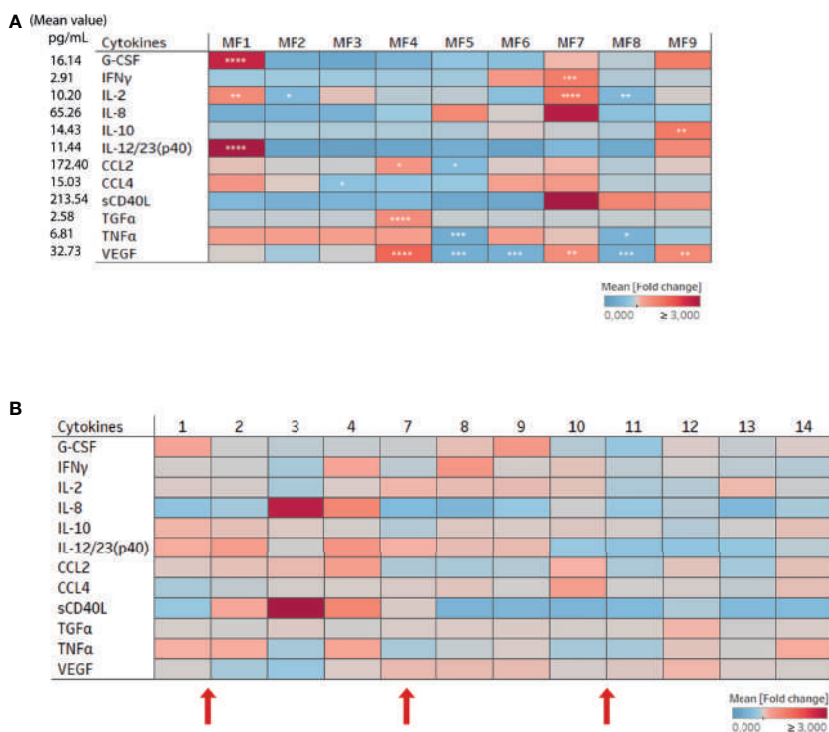 A (Mean value)
pg/mL Cytokines MF1 MF2 MF3 MF4 MF5 MF6 MF7 MF8 MF9
16.14 G-CSF ****
2.91 IFNγ ***
10.20 IL-2 ** * **** **
65.26 IL-8
14.43 IL-10 **
11.44 IL-12/23(p40) ****
172.40 CCL2 * *
15.03 CCL4 *
213.54 sCD40L
2.58 TGFα ****
6.81 TNFα *** *
32.73 VEGF **** *** *** ** *** **
Mean [Fold change]
0,000 ≥ 3,000
B
Cytokines 1 2 3 4 7 8 9 10 11 12 13 14
G-CSF
IFNγ
IL-2
IL-8
IL-10
IL-12/23(p40)
CCL2
CCL4
sCD40L
TGFα
TNFα
VEGF
Mean [Fold change]
0,000 ≥ 3,000